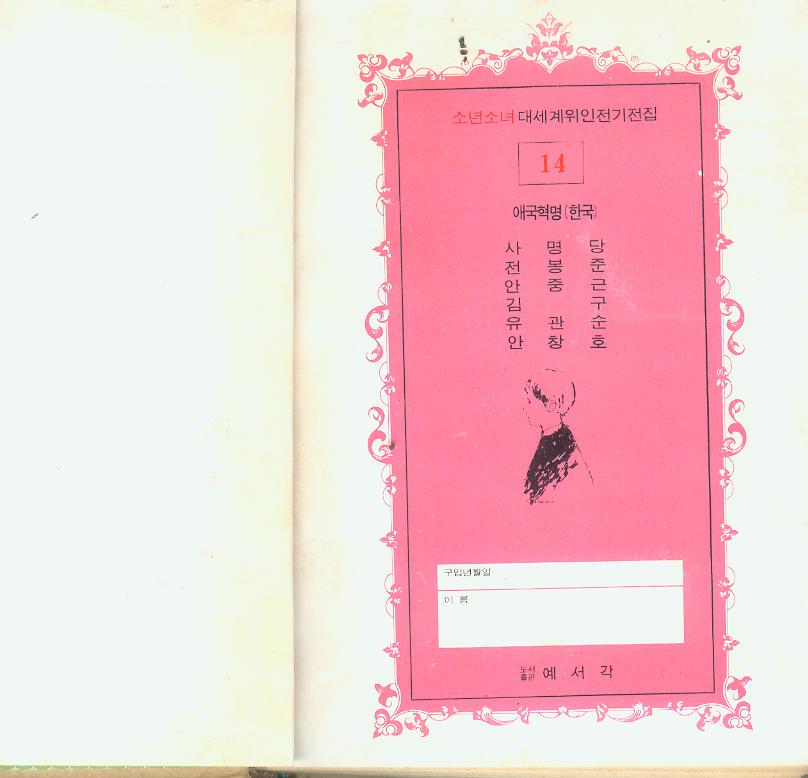 소년소녀 대세계위인전기전집
14
애국혁명(한국)
사 명 당
전 봉 준
안 중 근
김 구
유 관 순
안 창 호
구입년월일
이 름
도서출판 예 서 각